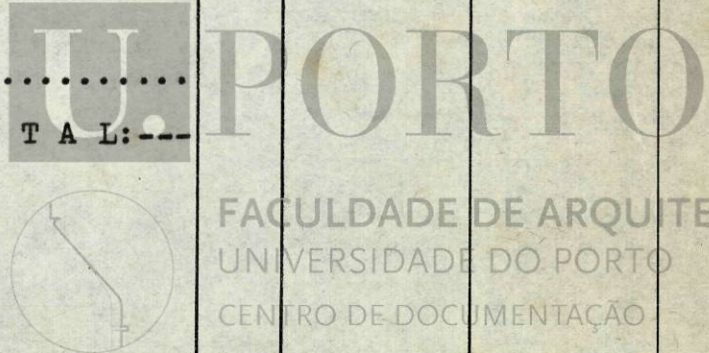 U. PORTO
..........
T A L:---
FACULDADE DE ARQUITE
UNIVERSIDADE DO PORTO
CENTRO DE DOCUMENTAÇÃO